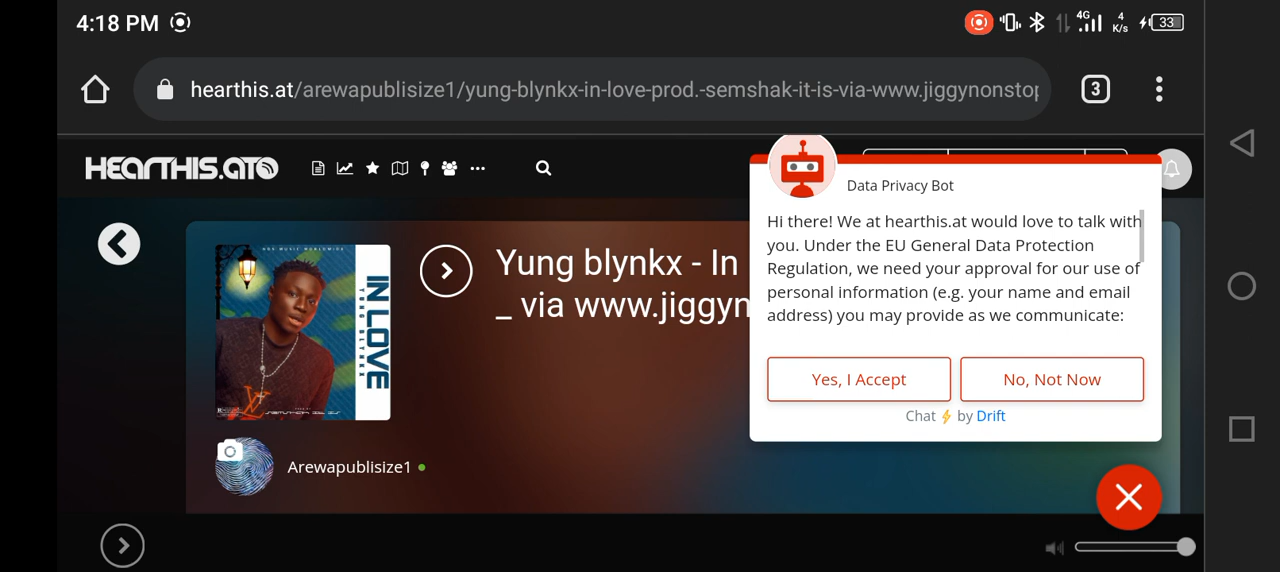 4:18 PM
4G
4
K/s
33
hearthis.at/arewapublisize1/yung-blynkx-in-love-prod.-semshak-it-is-via-www.jiggynonstop
3
HEARTHIS.AT
Data Privacy Bot
Hi there! We at hearthis.at would love to talk with
you. Under the EU General Data Protection
Regulation, we need your approval for our use of
personal information (e.g. your name and email
address) you may provide as we communicate:
Yes, I Accept
No, Not Now
Chat ⚡ by Drift
Yung blynkx - In
_ via www.jiggyn
IN LOVE
YUNG BLYNKX
Arewapublisize1